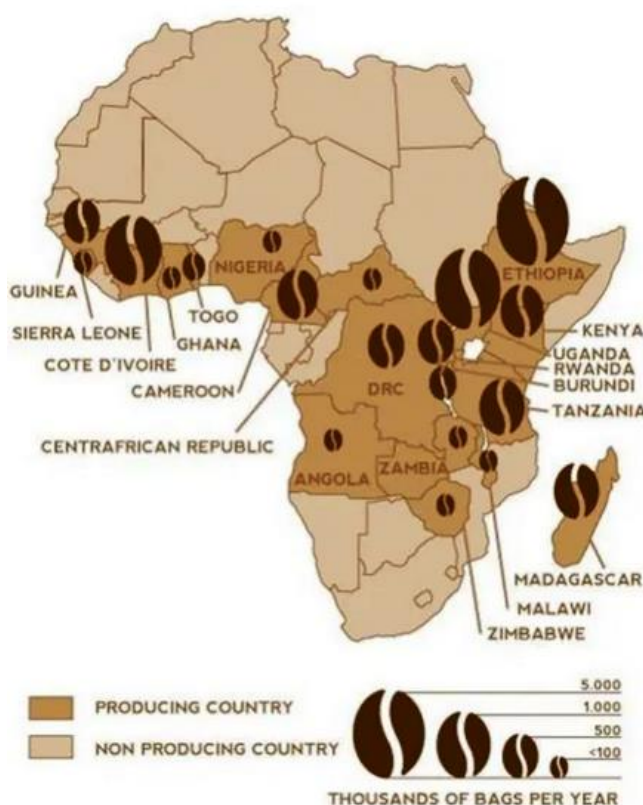 NIGERIA
ETHIOPIA
GUINEA
SIERRA LEONE
COTE D'IVOIRE
GHANA
TOGO
CAMEROON
CENTRAFRICAN REPUBLIC
DRC
KENYA
UGANDA
RWANDA
BURUNDI
TANZANIA
ANGOLA
ZAMBIA
MADAGASCAR
MALAWI
ZIMBABWE
PRODUCING COUNTRY
NON PRODUCING COUNTRY
5.000
1.000
500
<100
THOUSANDS OF BAGS PER YEAR